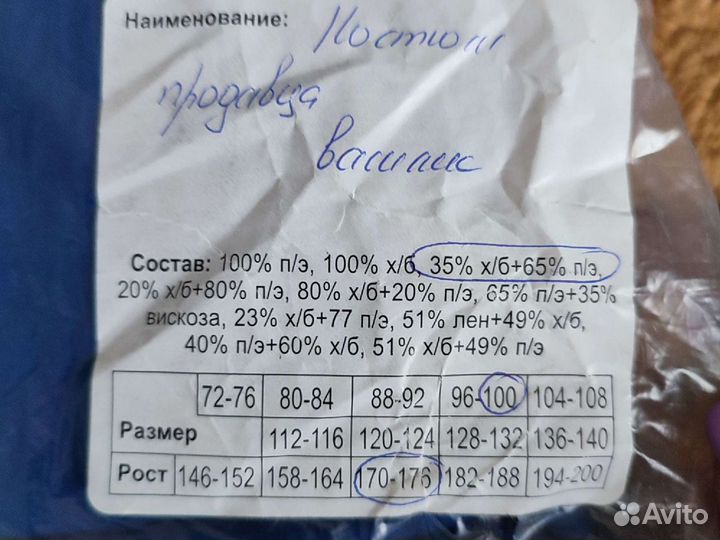 Наименование: Костюм
продавца
василик
Состав: 100% п/э, 100% х/б, 35% х/б+65% п/э,
20% х/б+80% п/э, 80% х/б+20% п/э, 65% п/э+35%
вискоза, 23% х/б+77 п/э, 51% лен+49% х/б,
40% п/э+60% х/б, 51% х/б+49% п/э
72-76 80-84 88-92 96-100 104-108
Размер 112-116 120-124 128-132 136-140
Рост 146-152 158-164 170-176 182-188 194-200
Avito